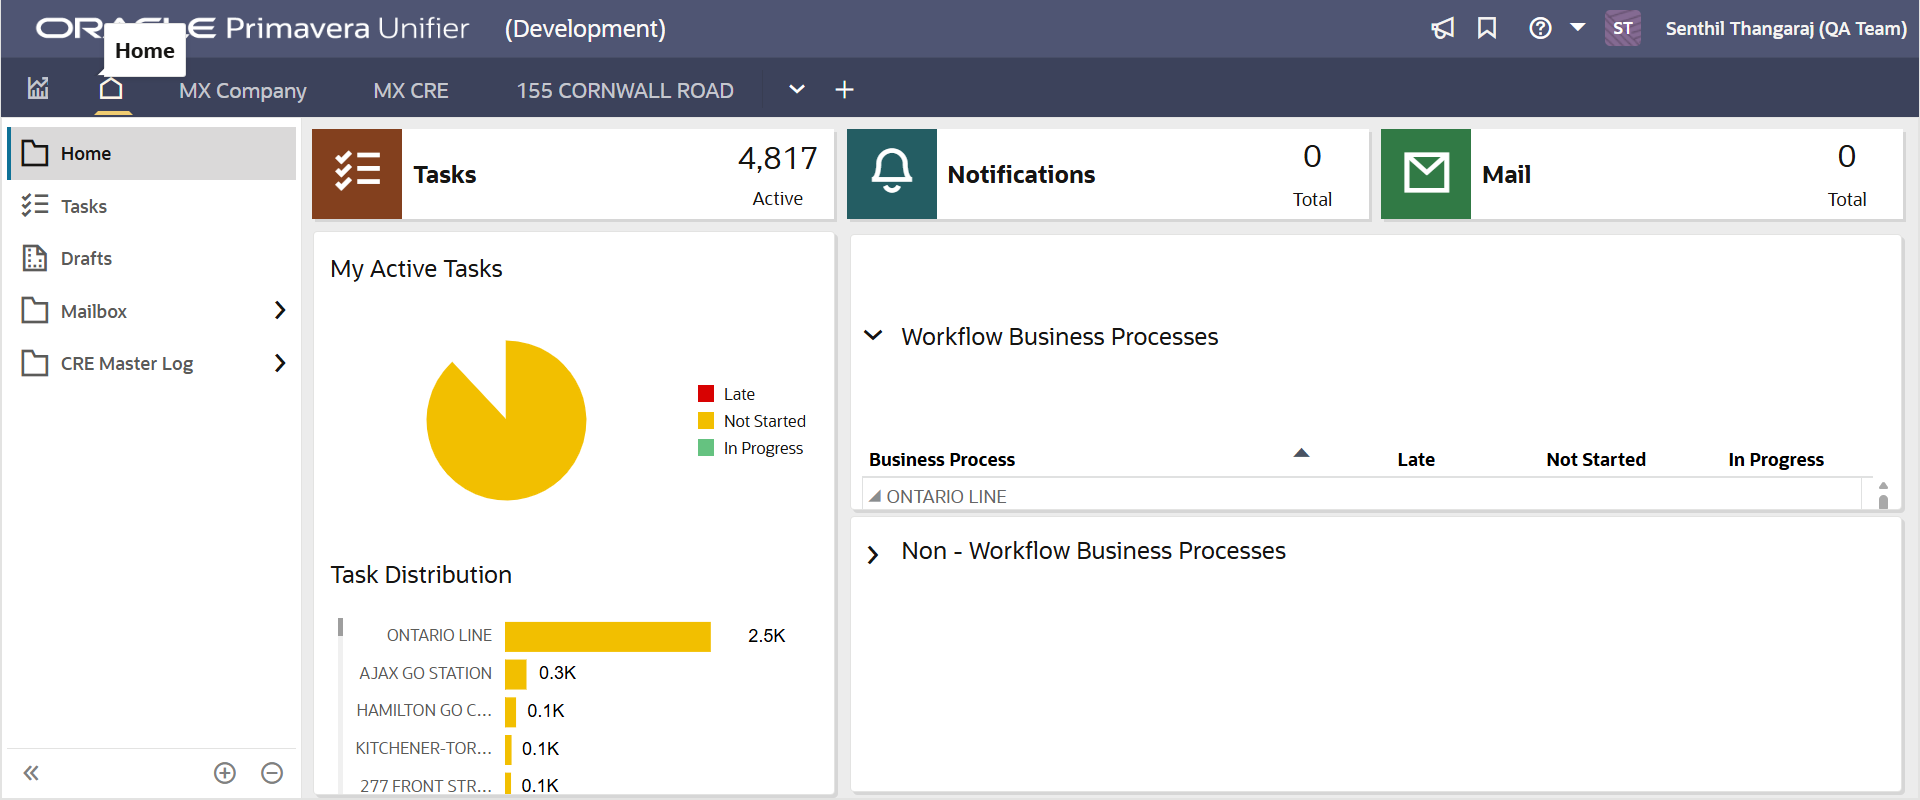 ORACLE Primavera Unifier (Development)
Home
ST
Senthil Thangaraj (QA Team)
MX Company
MX CRE
155 CORNWALL ROAD
Home
Tasks
Drafts
Mailbox
CRE Master Log
Tasks
4,817
Active
Notifications
0
Total
Mail
0
Total
My Active Tasks
Late
Not Started
In Progress
Task Distribution
ONTARIO LINE 2.5K
AJAX GO STATION 0.3K
HAMILTON GO C... 0.1K
KITCHENER-TOR... 0.1K
277 FRONT STR... 0.1K
Workflow Business Processes
Business Process Late Not Started In Progress
ONTARIO LINE
Non - Workflow Business Processes